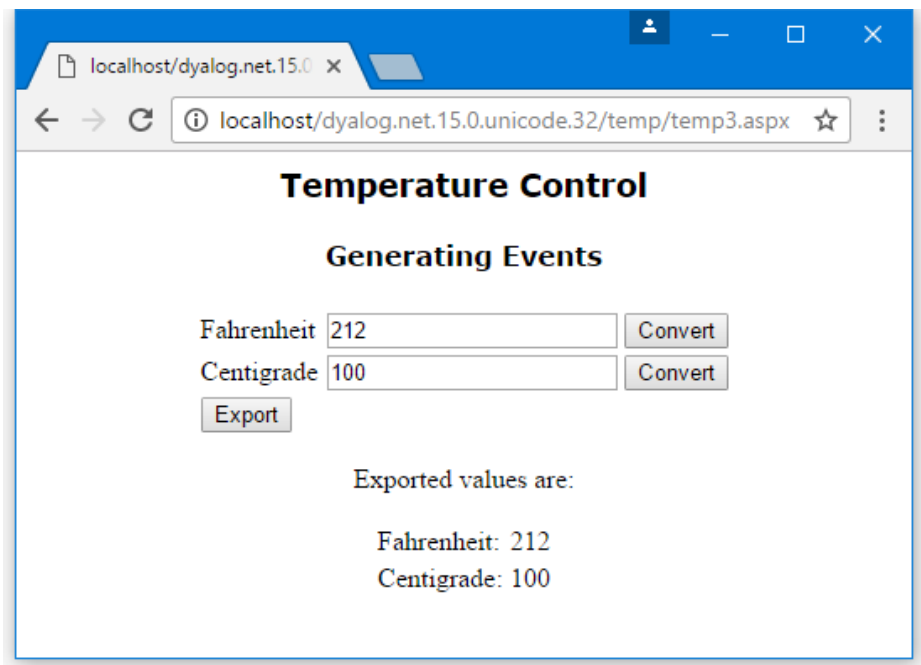 localhost/dyalog.net.15.0
localhost/dyalog.net.15.0.unicode.32/temp/temp3.aspx
Temperature Control
Generating Events
Fahrenheit 212 Convert
Centigrade 100 Convert
Export
Exported values are:
Fahrenheit: 212
Centigrade: 100